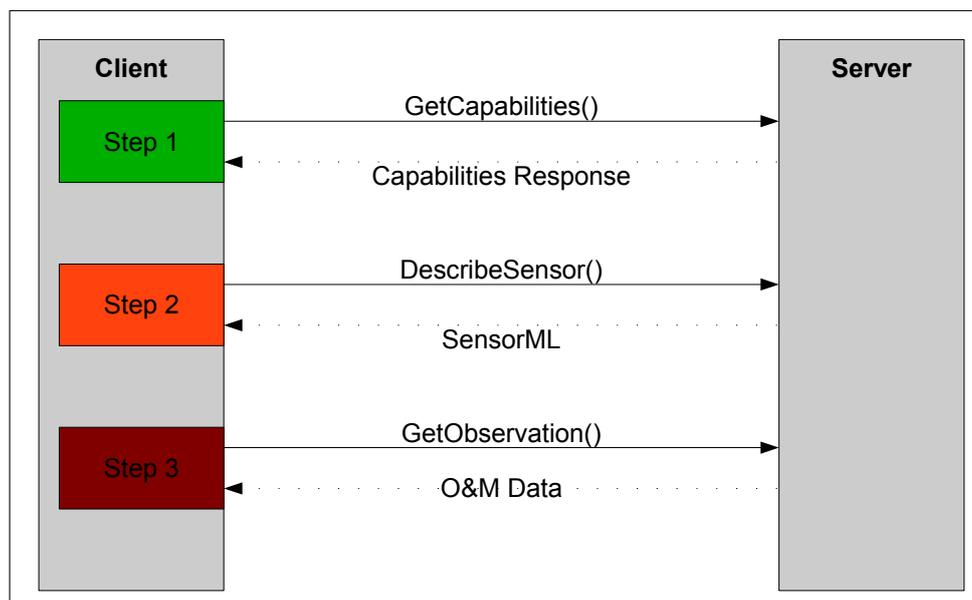 Client
Server
Step 1
GetCapabilities()
Capabilities Response
Step 2
DescribeSensor()
SensorML
Step 3
GetObservation()
O&M Data